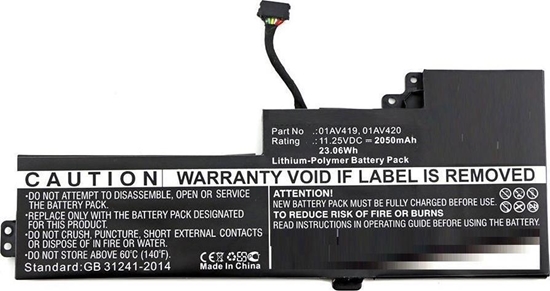 Part No :01AV419, 01AV420
Rating :11.25VDC ⎓ 2050mAh
23.06Wh
Lithium-Polymer Battery Pack
CAUTION
WARRANTY VOID IF LABEL IS REMOVED
•DO NOT ATTEMPT TO DISASSEMBLE, OPEN OR SERVICE
THE BATTERY PACK.
•REPLACE ONLY WITH THE BATTERY PACK DESIGNATED
FOR THIS PRODUCT.
•DO NOT CRUSH, PUNCTURE, SHORT EXTERNAL CONTACTS
OR DISPOSE OF IN FIRE OR WATER.
•DO NOT STORE ABOVE 60℃ (140℉).
Standard:GB 31241-2014
ATTENTION:
NEW BATTERY PACK MUST BE FULLY CHARGED BEFORE USE.
TO REDUCE RISK OF FIRE OR BURNS
READ INSTRUCTIONS IN OPERATING GUIDE BEFORE USING BATTERY.
CE